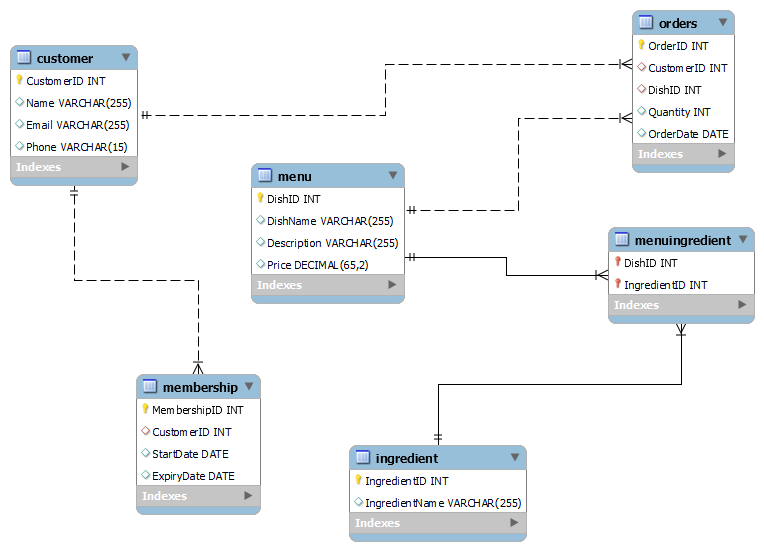 customer
CustomerID INT
Name VARCHAR(255)
Email VARCHAR(255)
Phone VARCHAR(15)
Indexes
orders
OrderID INT
CustomerID INT
DishID INT
Quantity INT
OrderDate DATE
Indexes
menu
DishID INT
DishName VARCHAR(255)
Description VARCHAR(255)
Price DECIMAL(65,2)
Indexes
menuingredient
DishID INT
IngredientID INT
Indexes
membership
MembershipID INT
CustomerID INT
StartDate DATE
ExpiryDate DATE
Indexes
ingredient
IngredientID INT
IngredientName VARCHAR(255)
Indexes